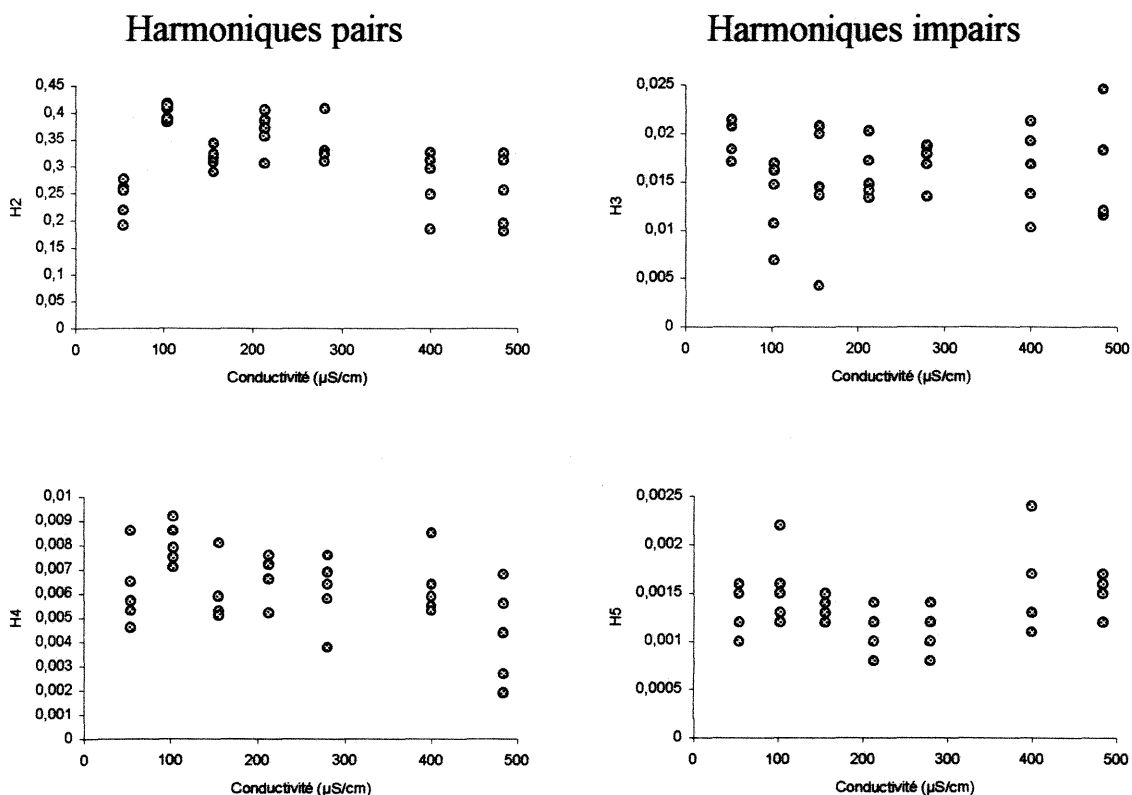 Harmoniques pairs
Harmoniques impairs
0,45
0,4
0,35
0,3
0,25
0,2
0,15
0,1
0,05
0
H2
0 100 200 300 400 500
Conductivité (µS/cm)
0,025
0,02
0,015
0,01
0,005
0
H3
0 100 200 300 400 500
Conductivité (µS/cm)
0,01
0,009
0,008
0,007
0,006
0,005
0,004
0,003
0,002
0,001
0
H4
0 100 200 300 400 500
Conductivité (µS/cm)
0,0025
0,002
0,0015
0,001
0,0005
0
H5
0 100 200 300 400 500
Conductivité (µS/cm)